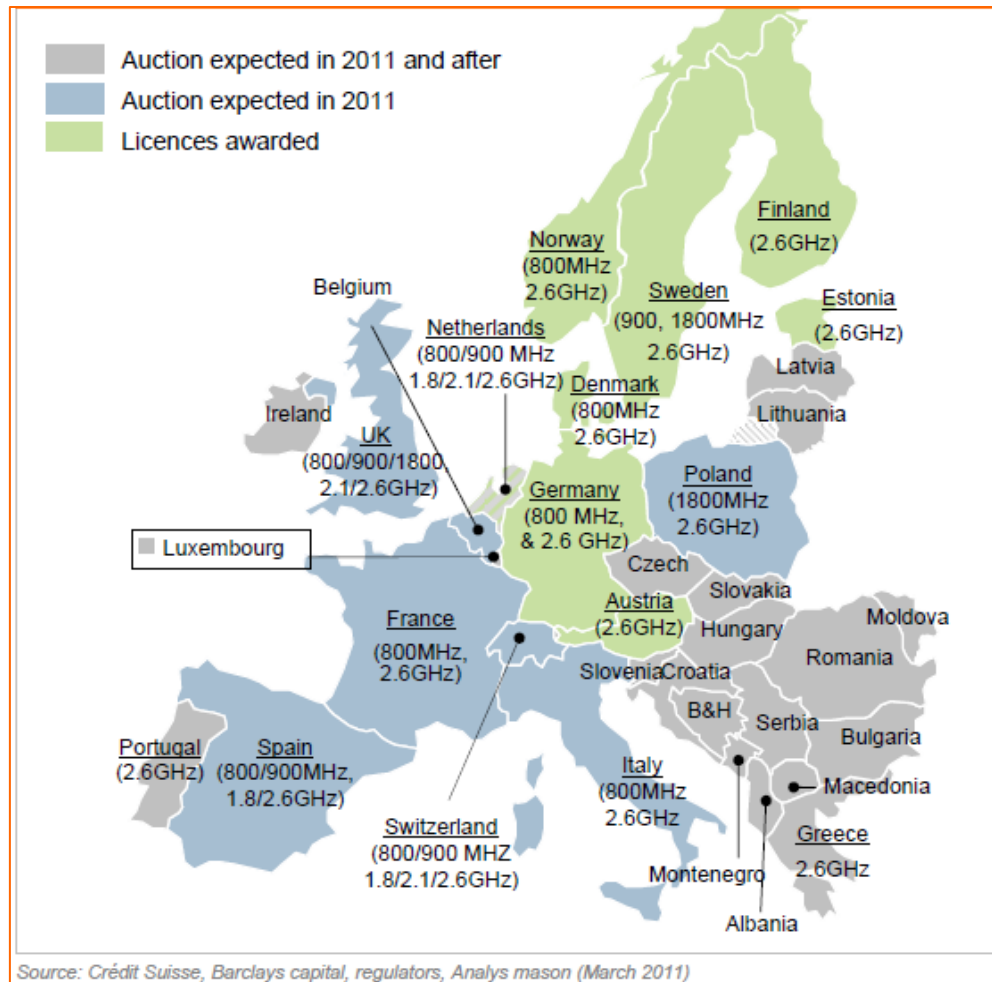 Auction expected in 2011 and after
Auction expected in 2011
Licences awarded
Finland
(2.6GHz)
Norway
(800MHz
2.6GHz)
Sweden
(900, 1800MHz
2.6GHz)
Estonia
(2.6GHz)
Belgium
Netherlands
(800/900 MHz
1.8/2.1/2.6GHz)
Denmark
(800MHz
2.6GHz)
Latvia
Lithuania
Ireland
UK
(800/900/1800,
2.1/2.6GHz)
Germany
(800 MHz,
& 2.6 GHz)
Poland
(1800MHz
2.6GHz)
Luxembourg
Czech
Slovakia
France
(800MHz,
2.6GHz)
Austria
(2.6GHz)
Hungary
Moldova
Romania
Slovenia
Croatia
B&H
Serbia
Bulgaria
Portugal
(2.6GHz)
Spain
(800/900MHz,
1.8/2.6GHz)
Italy
(800MHz
2.6GHz)
Macedonia
Switzerland
(800/900 MHZ
1.8/2.1/2.6GHz)
Greece
2.6GHz
Montenegro
Albania
Source: Crédit Suisse, Barclays capital, regulators, Analys mason (March 2011)